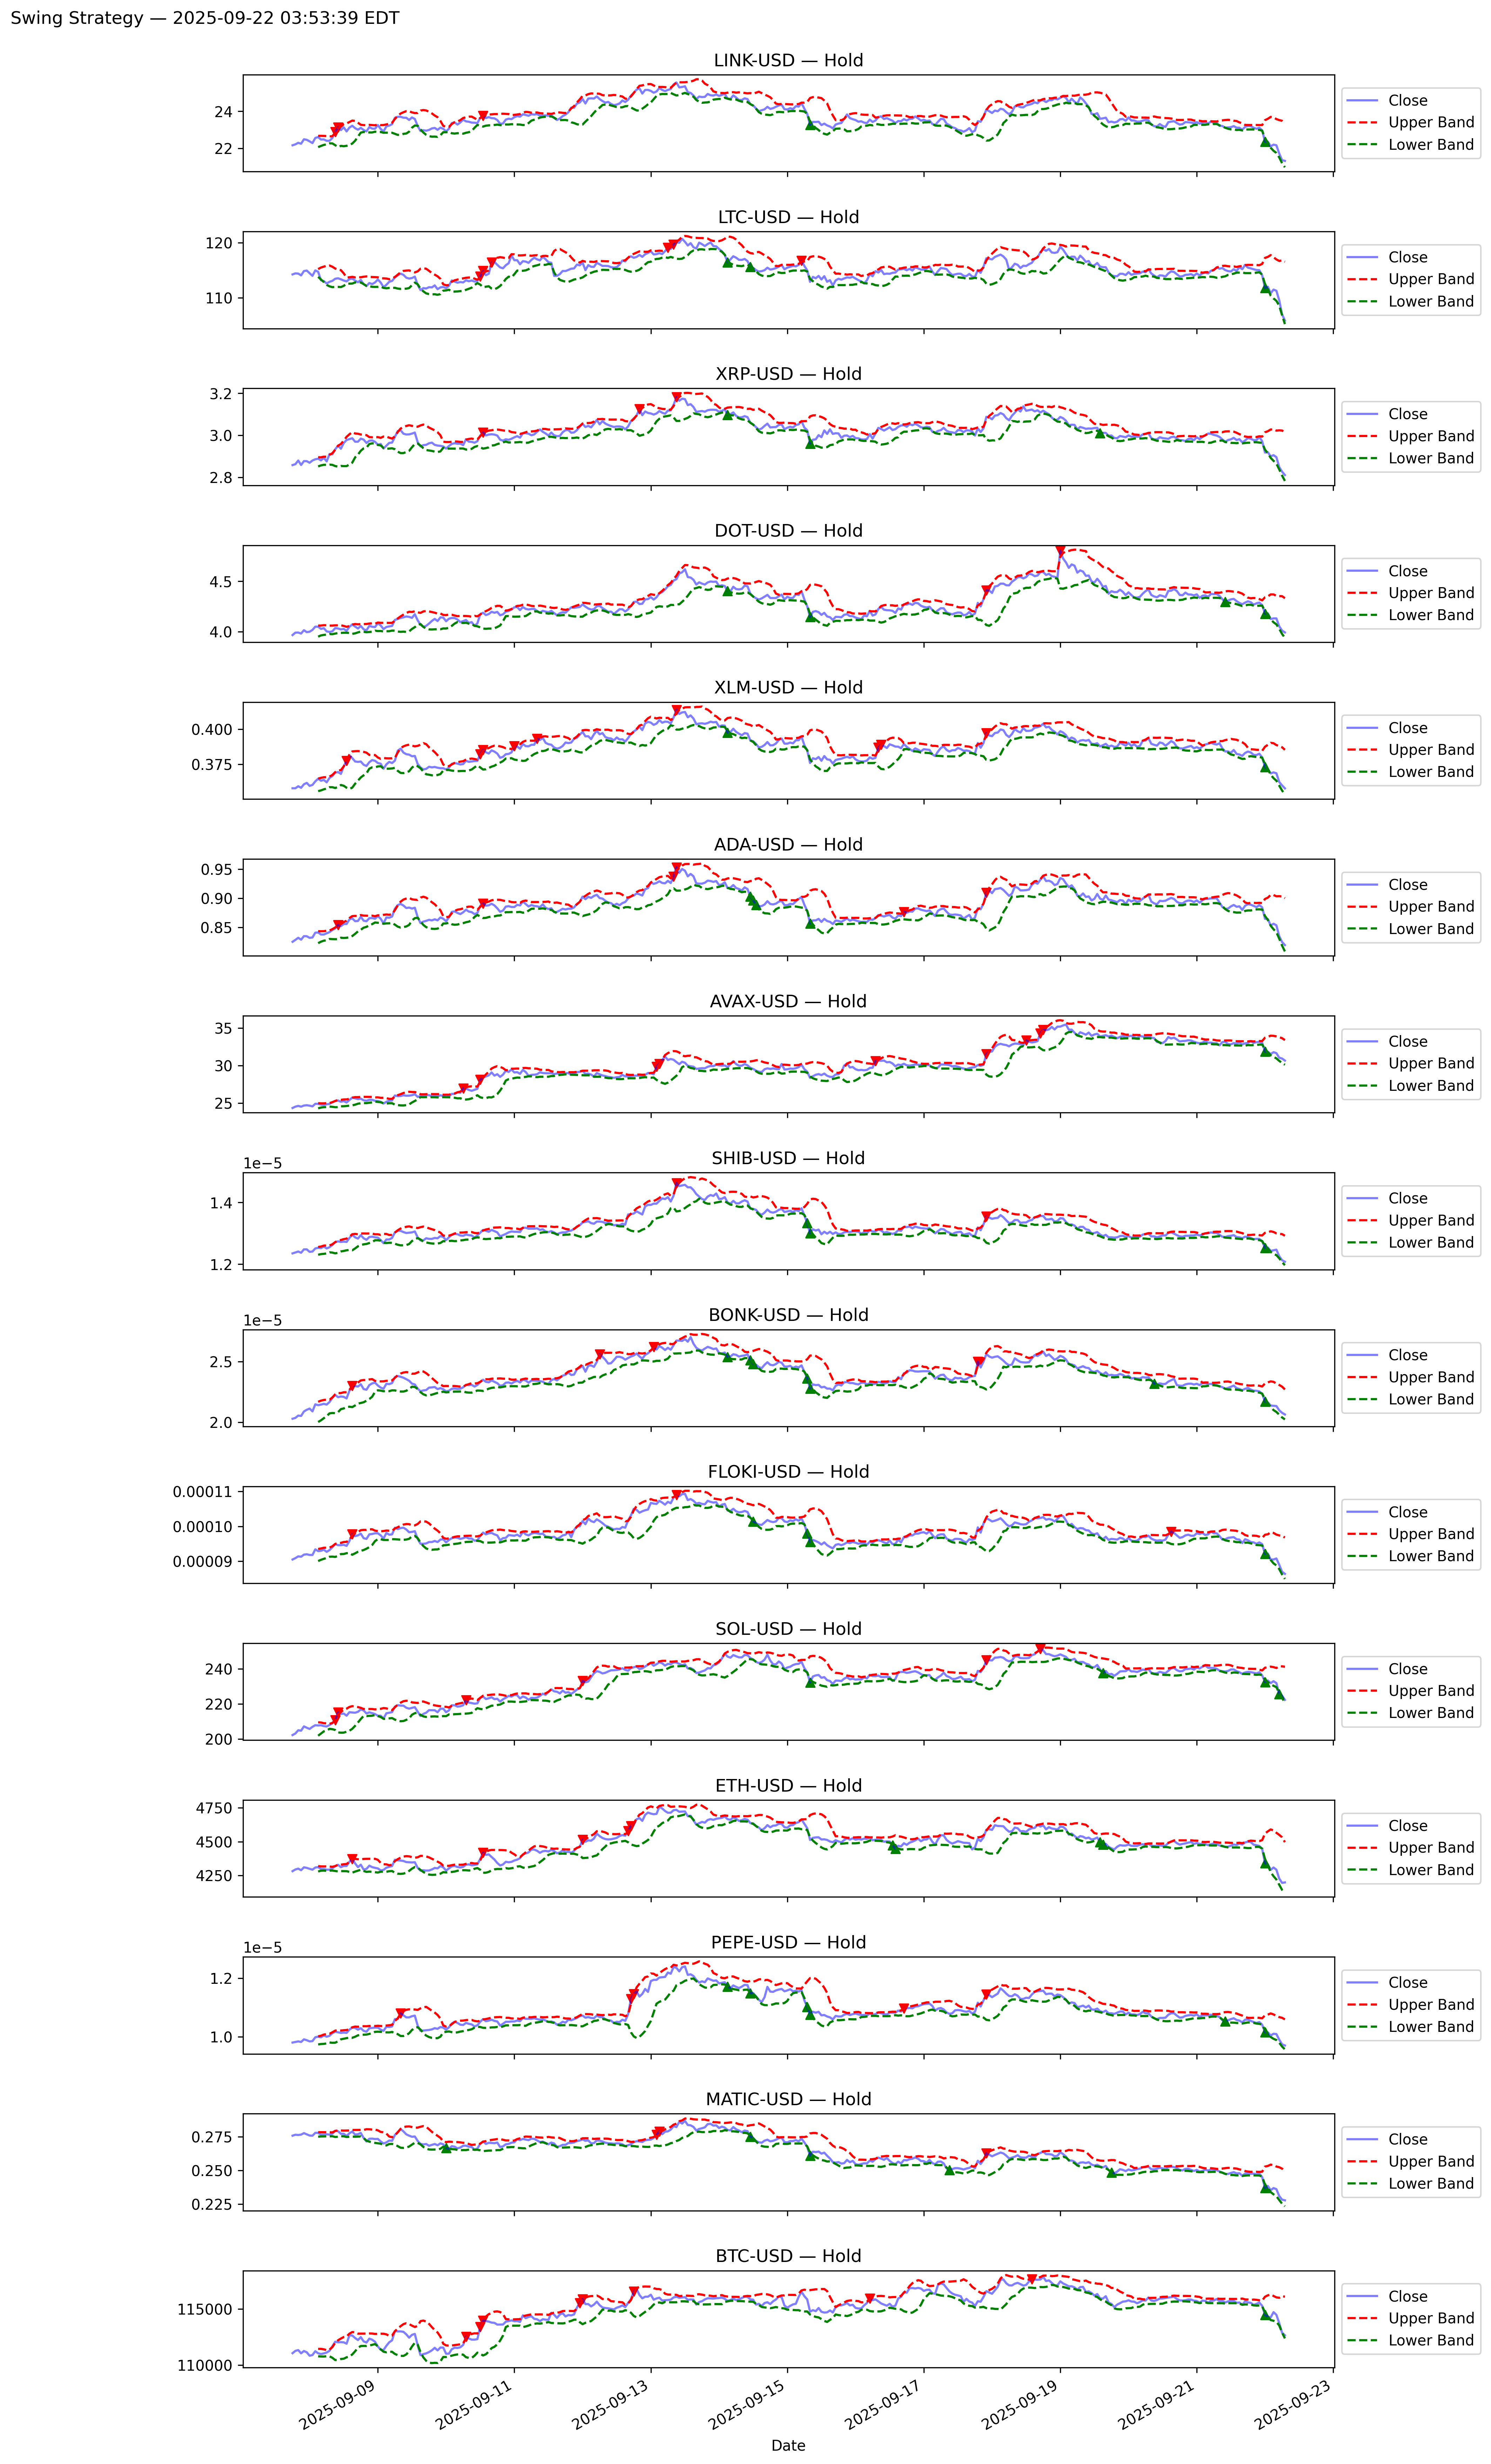 Swing Strategy — 2025-09-22 03:53:39 EDT
LINK-USD — Hold
24
22
Close
Upper Band
Lower Band
LTC-USD — Hold
120
110
Close
Upper Band
Lower Band
XRP-USD — Hold
3.2
3.0
2.8
Close
Upper Band
Lower Band
DOT-USD — Hold
4.5
4.0
Close
Upper Band
Lower Band
XLM-USD — Hold
0.400
0.375
Close
Upper Band
Lower Band
ADA-USD — Hold
0.95
0.90
0.85
Close
Upper Band
Lower Band
AVAX-USD — Hold
35
30
25
Close
Upper Band
Lower Band
SHIB-USD — Hold
1e−5
1.4
1.2
Close
Upper Band
Lower Band
BONK-USD — Hold
1e−5
2.5
2.0
Close
Upper Band
Lower Band
FLOKI-USD — Hold
0.00011
0.00010
0.00009
Close
Upper Band
Lower Band
SOL-USD — Hold
240
220
200
Close
Upper Band
Lower Band
ETH-USD — Hold
4750
4500
4250
Close
Upper Band
Lower Band
PEPE-USD — Hold
1e−5
1.2
1.0
Close
Upper Band
Lower Band
MATIC-USD — Hold
0.275
0.250
0.225
Close
Upper Band
Lower Band
BTC-USD — Hold
115000
110000
Close
Upper Band
Lower Band
2025-09-09
2025-09-11
2025-09-13
2025-09-15
2025-09-17
2025-09-19
2025-09-21
2025-09-23
Date